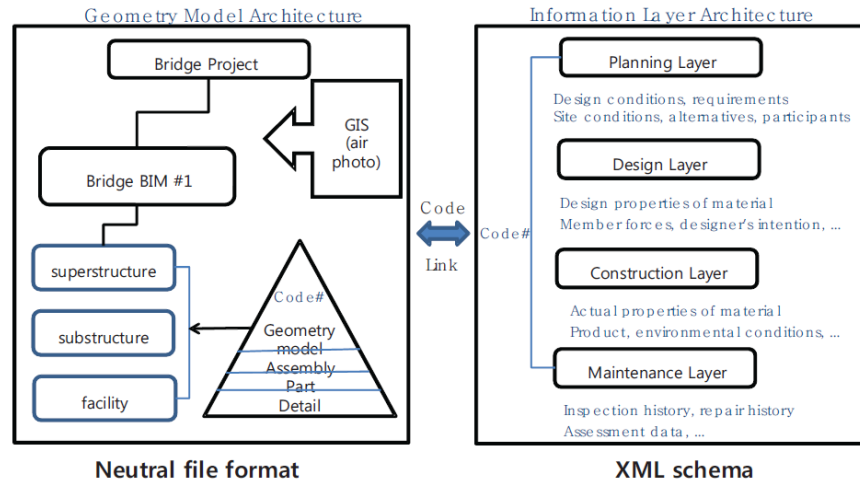 Geometry Model Architecture
Bridge Project
GIS
(air
photo)
Bridge BIM #1
superstructure
substructure
facility
Code#
Geometry
model
Assembly
Part
Detail
Neutral file format
Code
Link
Information Layer Architecture
Code#
Planning Layer
Design conditions, requirements
Site conditions, alternatives, participants
Design Layer
Design properties of material
Member forces, designer's intention, ...
Construction Layer
Actual properties of material
Product, environmental conditions, ...
Maintenance Layer
Inspection history, repair history
Assessment data, ...
XML schema